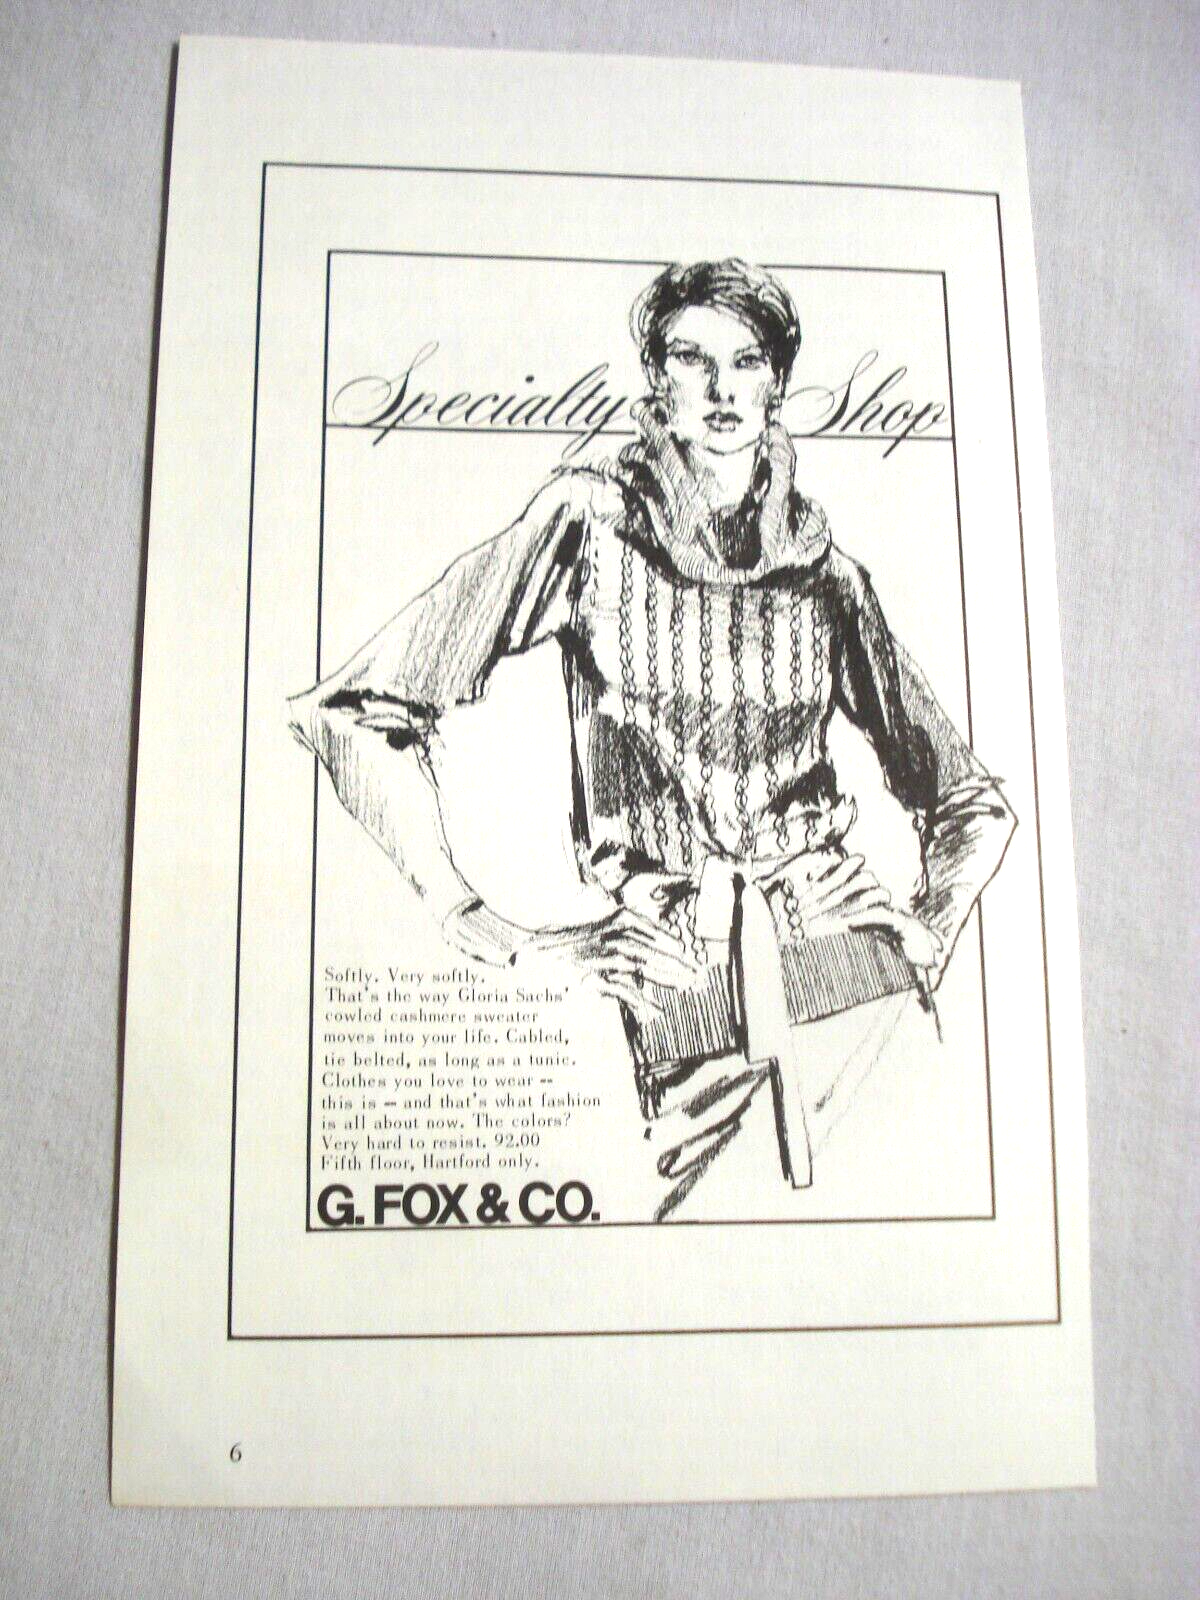 Specialty Shop
Softly. Very softly.
That's the way Gloria Sachs'
cowled cashmere sweater
moves into your life. Cabled,
tie belted, as long as a tunic.
Clothes you love to wear --
this is -- and that's what fashion
is all about now. The colors?
Very hard to resist. 92.00
Fifth floor, Hartford only.
G. FOX & CO.
6